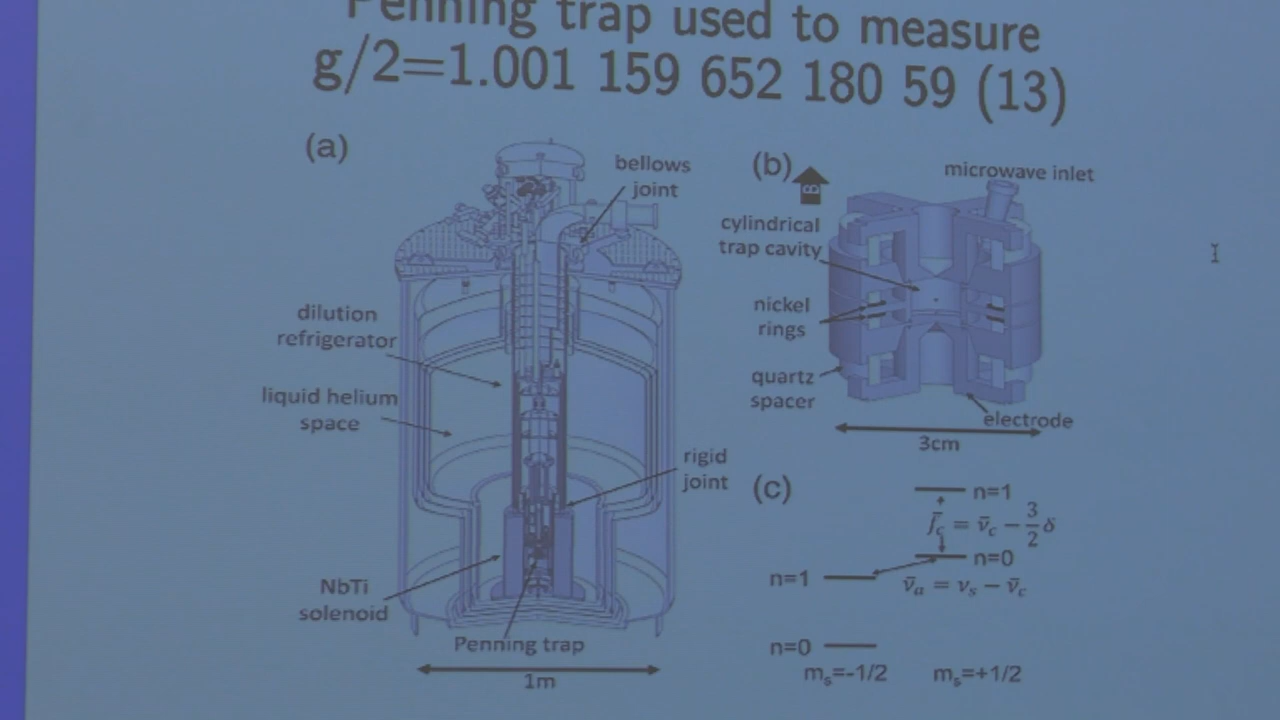 Penning trap used to measure
g/2=1.001 159 652 180 59 (13)
(a)
bellows
joint
dilution
refrigerator
liquid helium
space
rigid
joint
NbTi
solenoid
Penning trap
1m
(b)
B
microwave inlet
cylindrical
trap cavity
nickel
rings
quartz
spacer
electrode
3cm
(c)
n=1
f̄c = ν̄c − 3/2 δ
n=0
n=1
ν̄a = νs − ν̄c
n=0
ms=-1/2
ms=+1/2